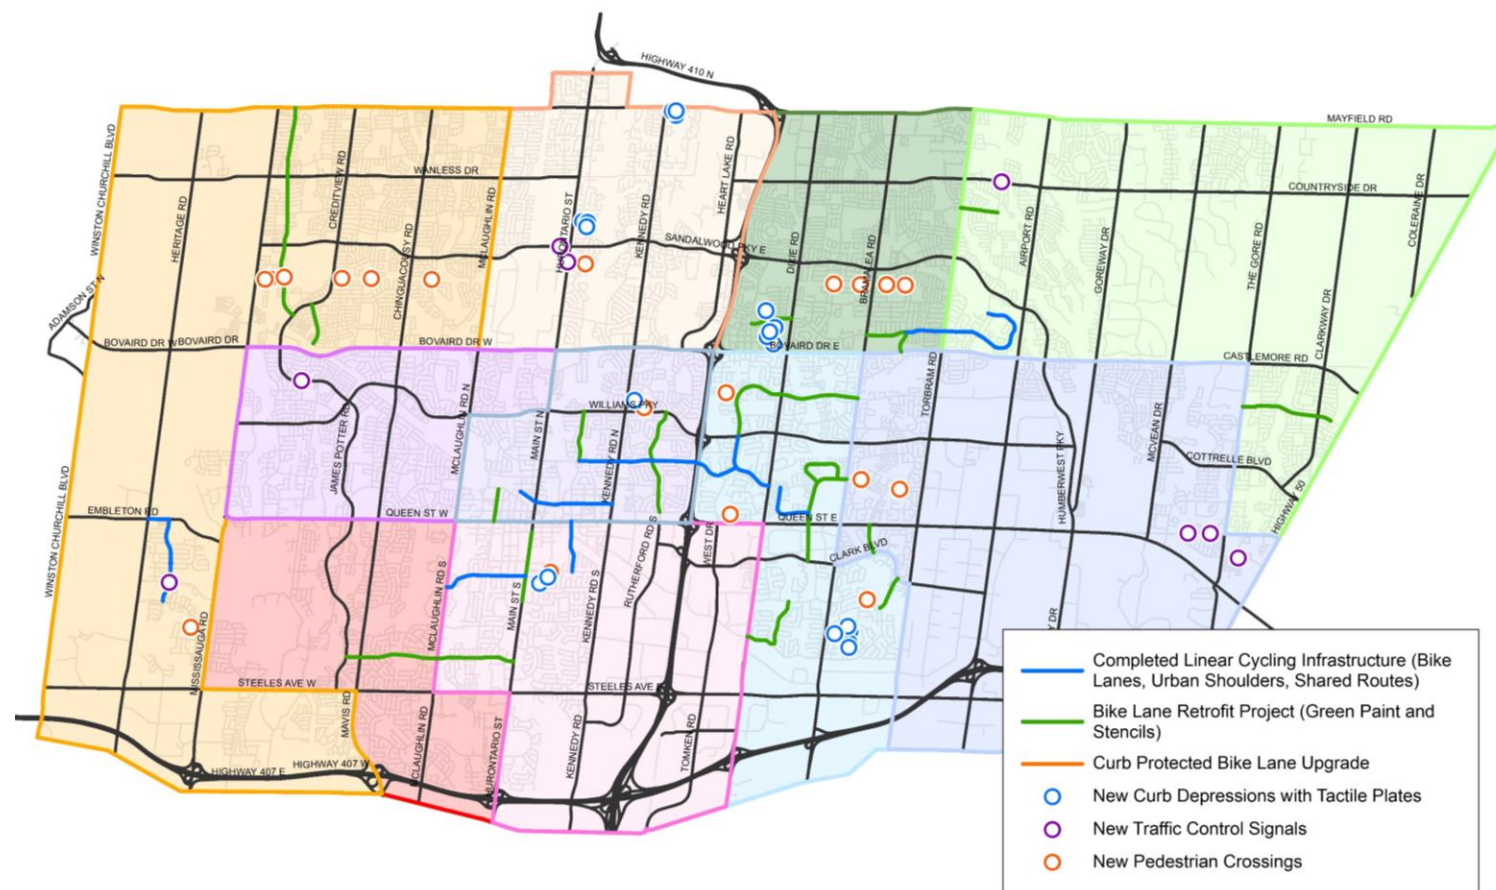 HIGHWAY 410 N
MAYFIELD RD
WINSTON CHURCHILL BLVD
HERITAGE RD
CREDITVIEW RD
WANLESS DR
CHINGUACOUSY RD
MCLAUGHLIN RD
KENNEDY RD
HEART LAKE RD
SANDALWOOD PKY E
DIXIE RD
BRAMALEA RD
AIRPORT RD
GOREWAY DR
COUNTRYSIDE DR
THE GORE RD
COLERAINE DR
CLARKWAY DR
ADAMSON ST N
BOVAIRD DR W
BOVAIRD DR
BOVAIRD DR W
BOVAIRD DR E
CASTLEMORE RD
TORBRAM RD
WILLIAMS PKY
JAMES POTTER RD
MCLAUGHLIN RD N
MAIN ST N
KENNEDY RD N
MCVEAN DR
COTTRELLE BLVD
HUMBERWEST PKY
HIGHWAY 50
WINSTON CHURCHILL BLVD
EMBLETON RD
QUEEN ST W
QUEEN ST E
CLARK BLVD
WEST DR
RUTHERFORD RD S
KENNEDY RD S
MAIN ST S
MCLAUGHLIN RD S
MISSISSAUGA RD
STEELES AVE W
STEELES AVE
MAVIS RD
MCLAUGHLIN RD
HURONTARIO ST
KENNEDY RD
TOMKEN RD
HIGHWAY 407 E
HIGHWAY 407 W
Completed Linear Cycling Infrastructure (Bike
Lanes, Urban Shoulders, Shared Routes)
Bike Lane Retrofit Project (Green Paint and
Stencils)
Curb Protected Bike Lane Upgrade
New Curb Depressions with Tactile Plates
New Traffic Control Signals
New Pedestrian Crossings